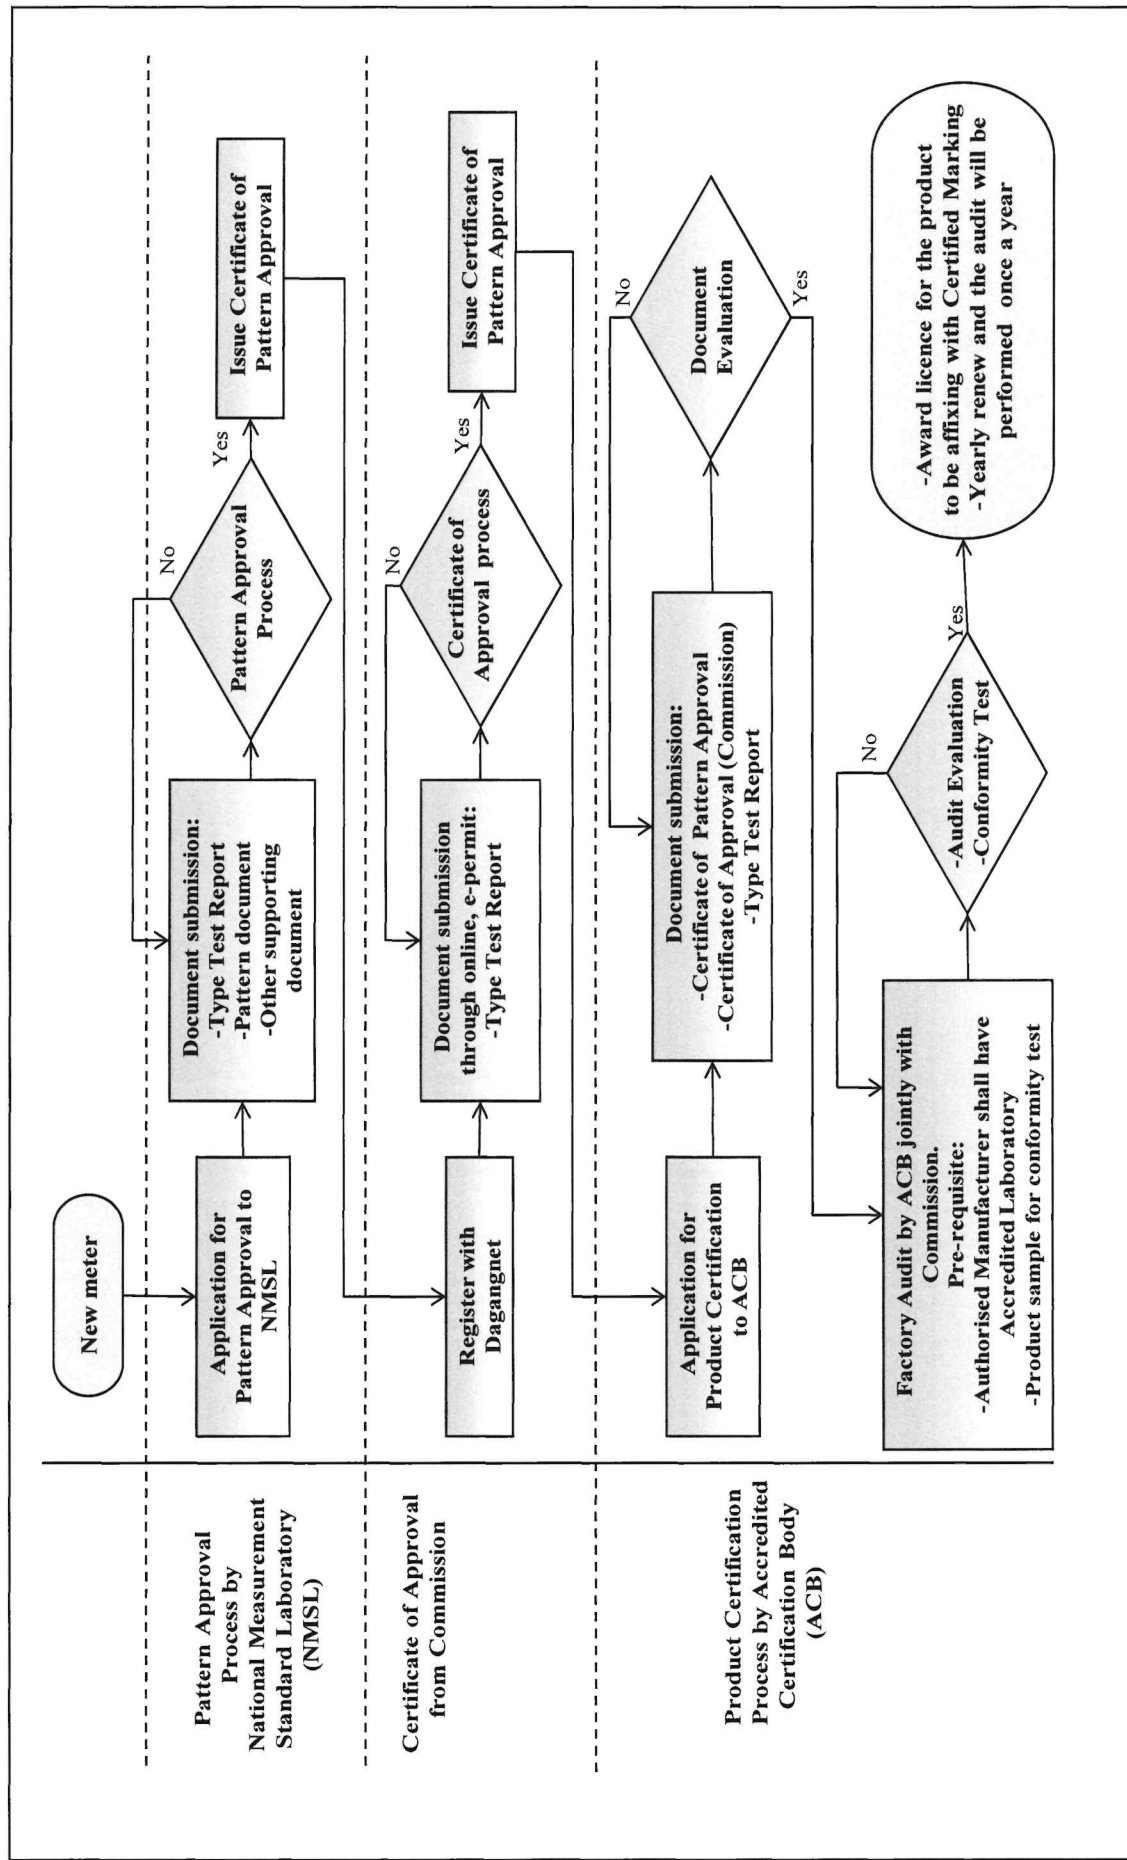 New meter
Pattern Approval
Process by
National Measurement
Standard Laboratory
(NMSL)
Application for
Pattern Approval to
NMSL
Document submission:
-Type Test Report
-Pattern document
-Other supporting
document
Pattern Approval
Process
No
Yes
Issue Certificate of
Pattern Approval
Certificate of Approval
from Commission
Register with
Dagangnet
Document submission
through online, e-permit:
-Type Test Report
Certificate of
Approval process
No
Yes
Issue Certificate of
Pattern Approval
Product Certification
Process by Accredited
Certification Body
(ACB)
Application for
Product Certification
to ACB
Document submission:
-Certificate of Pattern Approval
-Certificate of Approval (Commission)
-Type Test Report
Document
Evaluation
No
Yes
Factory Audit by ACB jointly with
Commission.
Pre-requisite:
-Authorised Manufacturer shall have
Accredited Laboratory
-Product sample for conformity test
-Audit Evaluation
-Conformity Test
No
Yes
-Award licence for the product
to be affixing with Certified Marking
-Yearly renew and the audit will be
performed once a year